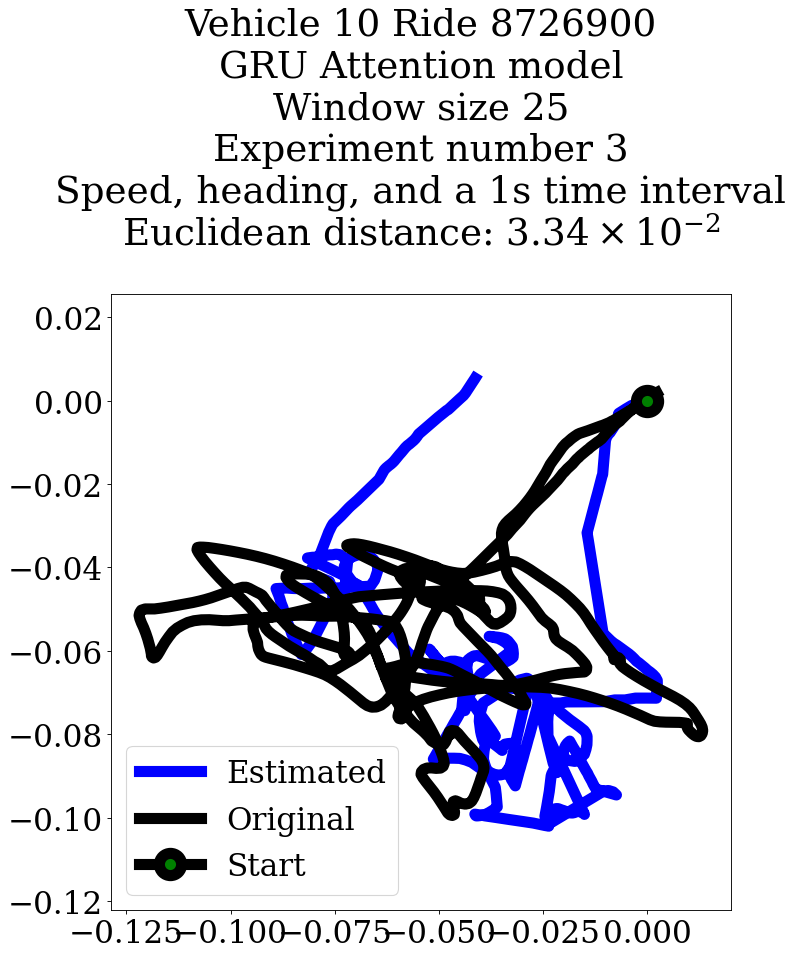 Vehicle 10 Ride 8726900
GRU Attention model
Window size 25
Experiment number 3
Speed, heading, and a 1s time interval
Euclidean distance: 3.34 × 10⁻²
0.02
0.00
−0.02
−0.04
−0.06
−0.08
−0.10
−0.12
Estimated
Original
Start
−0.125 −0.100 −0.075 −0.050 −0.025 0.000